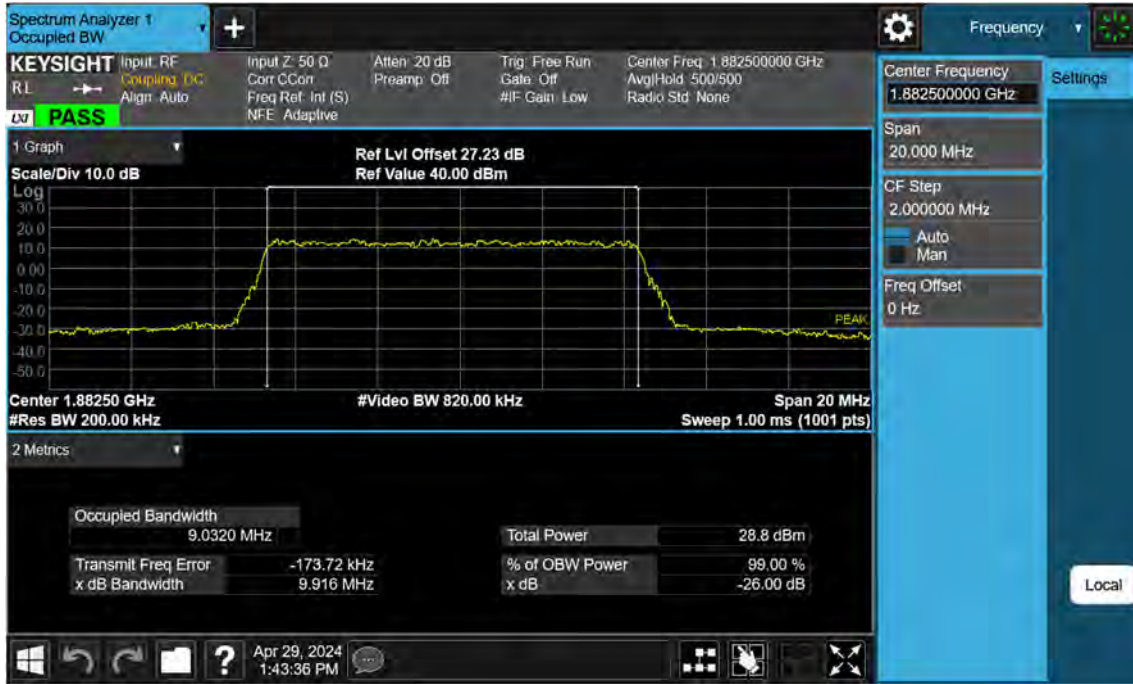 Spectrum Analyzer 1
Occupied BW
+
Frequency
KEYSIGHT
RL
LXI
PASS
Input: RF
Coupling: DC
Align: Auto
Input Z: 50 Ω
Corr CCorr
Freq Ref: Int (S)
NFE: Adaptive
Atten: 20 dB
Preamp: Off
Trig: Free Run
Gate: Off
#IF Gain: Low
Center Freq: 1.882500000 GHz
Avg|Hold: 500/500
Radio Std: None
Center Frequency
1.882500000 GHz
Settings
Span
20.000 MHz
CF Step
2.000000 MHz
Auto
Man
Freq Offset
0 Hz
Local
1 Graph
Scale/Div 10.0 dB
Ref Lvl Offset 27.23 dB
Ref Value 40.00 dBm
Log
30.0
20.0
10.0
0.00
-10.0
-20.0
-30.0
-40.0
-50.0
PEAK
Center 1.88250 GHz
#Video BW 820.00 kHz
Span 20 MHz
#Res BW 200.00 kHz
Sweep 1.00 ms (1001 pts)
2 Metrics
Occupied Bandwidth
9.0320 MHz
Total Power 28.8 dBm
Transmit Freq Error -173.72 kHz
% of OBW Power 99.00 %
x dB Bandwidth 9.916 MHz
x dB -26.00 dB
?
Apr 29, 2024
1:43:36 PM